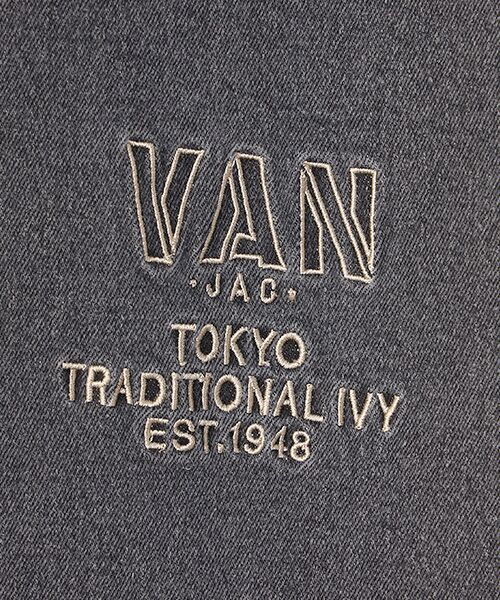 VAN
·JAC·
TOKYO
TRADITIONAL IVY
EST.1948